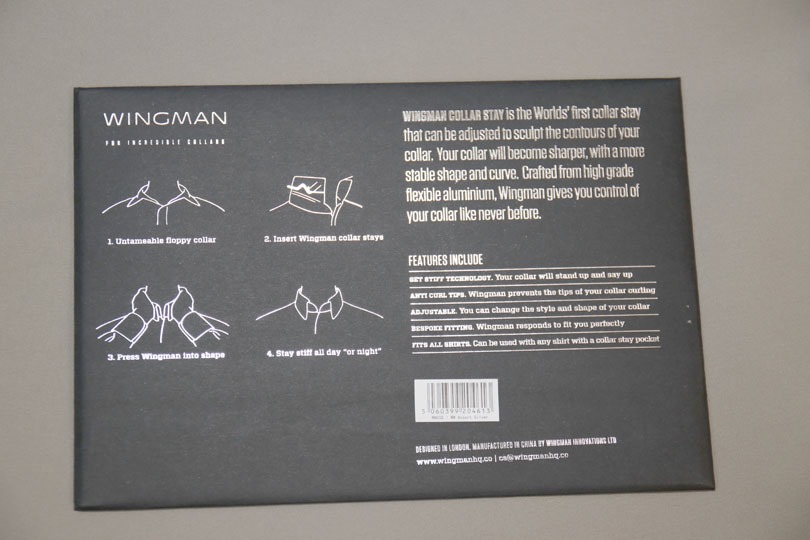 WINGMAN
FOR INCREDIBLE COLLARS
1. Untameable floppy collar
2. Insert Wingman collar stays
3. Press Wingman into shape
4. Stay stiff all day "or night"
WINGMAN COLLAR STAY is the Worlds' first collar stay
that can be adjusted to sculpt the contours of your
collar. Your collar will become sharper, with a more
stable shape and curve. Crafted from high grade
flexible aluminium, Wingman gives you control of
your collar like never before.
FEATURES INCLUDE
GET STIFF TECHNOLOGY. Your collar will stand up and say up
ANTI CURL TIPS. Wingman prevents the tips of your collar curling
ADJUSTABLE. You can change the style and shape of your collar
BESPOKE FITTING. Wingman responds to fit you perfectly
FITS ALL SHIRTS. Can be used with any shirt with a collar stay pocket
5 060399 204613
DESIGNED IN LONDON, MANUFACTURED IN CHINA BY WINGMAN INNOVATIONS LTD
www.wingmanhq.co | cs@wingmanhq.co